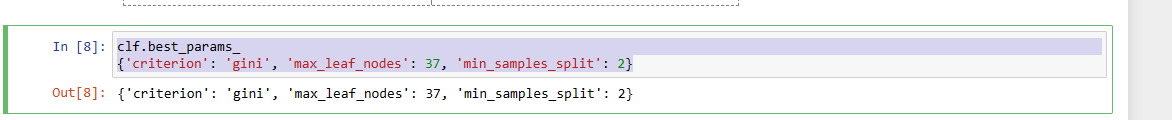 In [8]: clf.best_params_
{'criterion': 'gini', 'max_leaf_nodes': 37, 'min_samples_split': 2}
Out[8]: {'criterion': 'gini', 'max_leaf_nodes': 37, 'min_samples_split': 2}